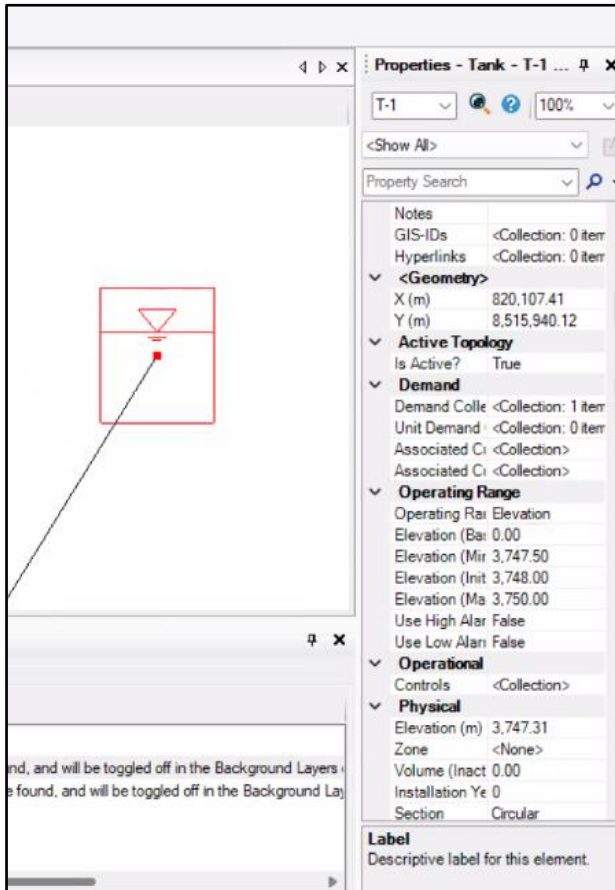 Properties - Tank - T-1 ...
T-1 100%
<Show All>
Property Search
Notes
GIS-IDs <Collection: 0 item
Hyperlinks <Collection: 0 item
<Geometry>
X (m) 820,107.41
Y (m) 8,515,940.12
Active Topology
Is Active? True
Demand
Demand Colle <Collection: 1 item
Unit Demand <Collection: 0 item
Associated <Collection>
Associated <Collection>
Operating Range
Operating Rar Elevation
Elevation (Ba: 0.00
Elevation (Mir 3,747.50
Elevation (Init 3,748.00
Elevation (Ma 3,750.00
Use High Alar False
Use Low Alarr False
Operational
Controls <Collection>
Physical
Elevation (m) 3,747.31
Zone <None>
Volume (Inact 0.00
Installation Ye 0
Section Circular
Label
Descriptive label for this element.
nd, and will be toggled off in the Background Layers
e found, and will be toggled off in the Background Lay